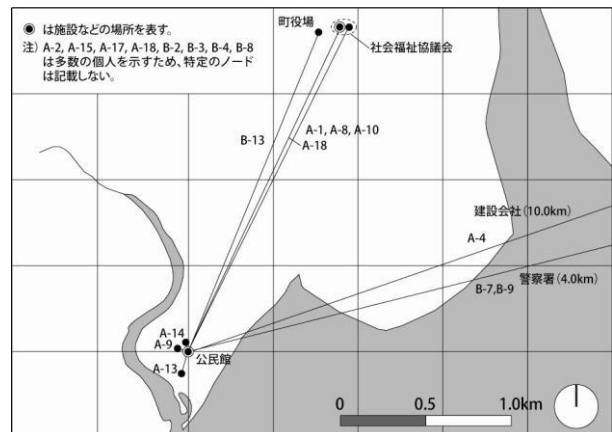 は施設などの場所を表す。
注）A-2, A-15, A-17, A-18, B-2, B-3, B-4, B-8
は多数の個人を示すため、特定のノード
は記載しない。
町役場
社会福祉協議会
A-1, A-8, A-10
A-18
B-13
建設会社（10.0km）
A-4
警察署（4.0km）
B-7,B-9
A-14
A-9
公民館
A-13
0 0.5 1.0km